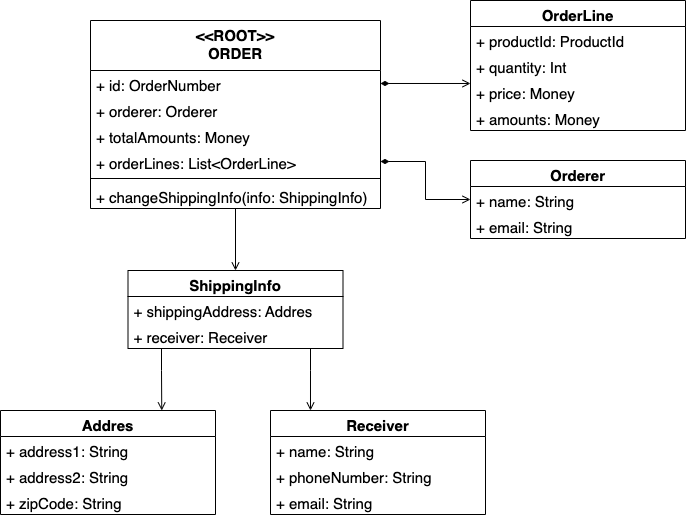 <<ROOT>>
ORDER
+ id: OrderNumber
+ orderer: Orderer
+ totalAmounts: Money
+ orderLines: List<OrderLine>
+ changeShippingInfo(info: ShippingInfo)
OrderLine
+ productId: ProductId
+ quantity: Int
+ price: Money
+ amounts: Money
Orderer
+ name: String
+ email: String
ShippingInfo
+ shippingAddress: Addres
+ receiver: Receiver
Addres
+ address1: String
+ address2: String
+ zipCode: String
Receiver
+ name: String
+ phoneNumber: String
+ email: String